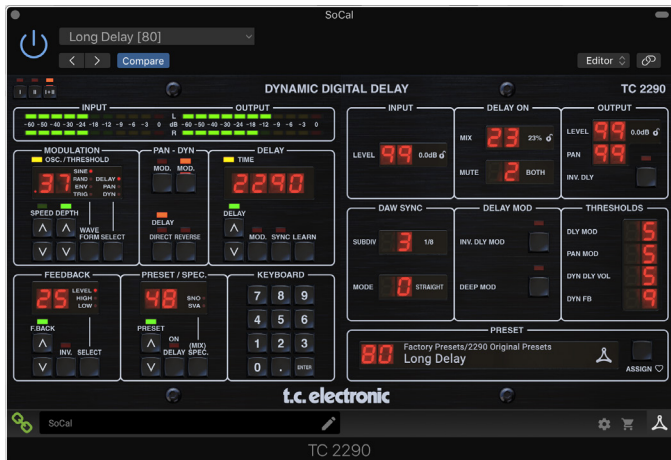 SoCal
Long Delay [80]
Compare
Editor
I II I+II
DYNAMIC DIGITAL DELAY
TC 2290
INPUT OUTPUT
L
-60 -50 -40 -30 -24 -18 -12 -9 -6 -3 0 dB -60 -50 -40 -30 -24 -18 -12 -9 -6 -3 0
R
MODULATION
OSC. / THRESHOLD
.37
SINE
RAND
ENV
TRIG
DELAY
PAN
DYN
SPEED DEPTH
WAVE FORM
SELECT
PAN - DYN
MOD. MOD.
DELAY
DIRECT REVERSE
DELAY
TIME
2290
DELAY
MOD. SYNC LEARN
FEEDBACK
25
LEVEL
HIGH
LOW
F.BACK
INV. SELECT
PRESET / SPEC.
48
SNO
SVA
PRESET
ON
DELAY
(MIX)
SPEC.
KEYBOARD
7 8 9
4 5 6
1 2 3
0 . ENTER
t.c. electronic
INPUT
LEVEL 99 0.0dB
DELAY ON
MIX 23 23%
MUTE 2 BOTH
OUTPUT
LEVEL 99 0.0dB
PAN 99
INV. DLY
DAW SYNC
SUBDIV 3 1/8
MODE 0 STRAIGHT
DELAY MOD
INV. DLY MOD
DEEP MOD
THRESHOLDS
DLY MOD 5
PAN MOD 5
DYN DLY VOL 5
DYN FB 9
PRESET
80
Factory Presets/2290 Original Presets
Long Delay
ASSIGN
SoCal
TC 2290